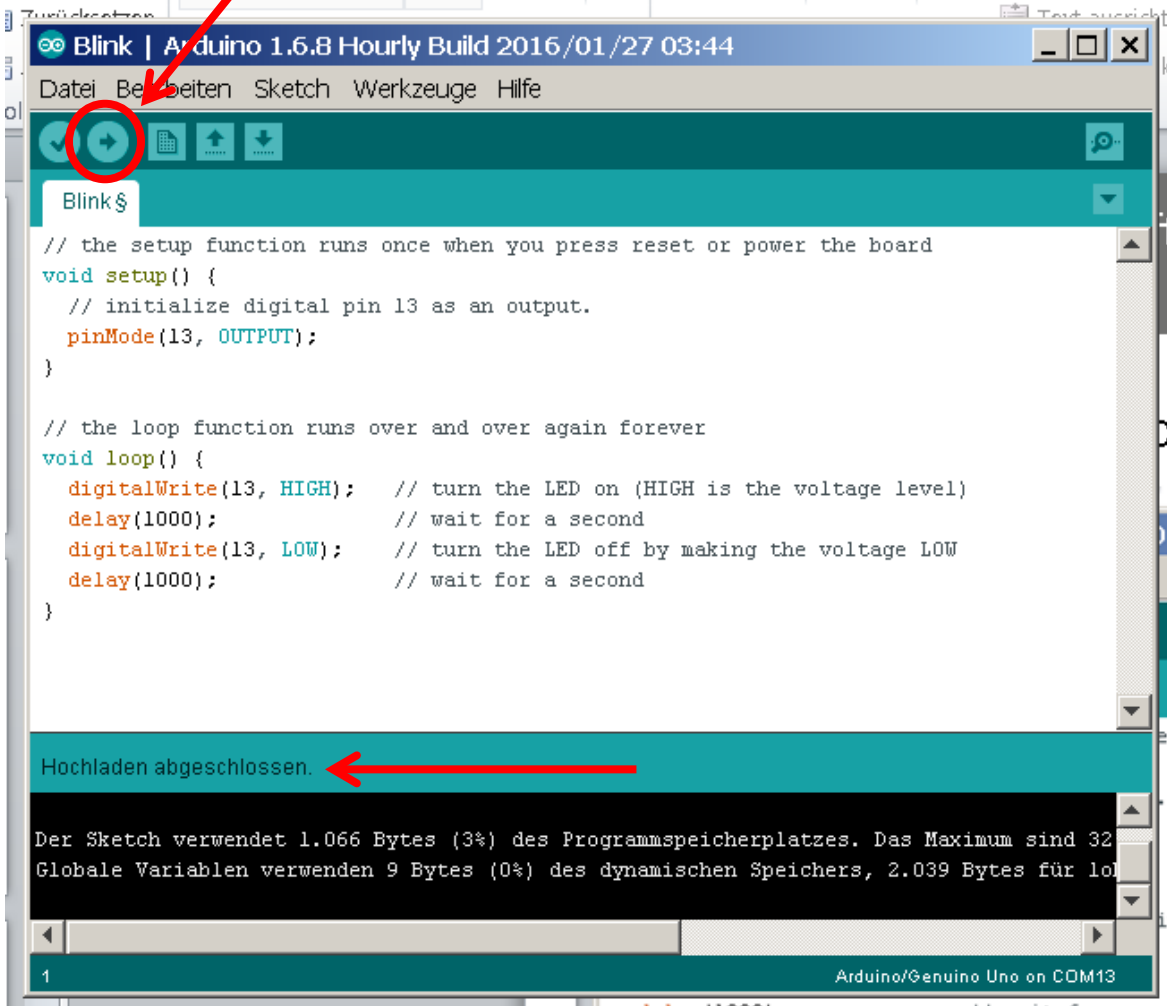 Zurücksetzen
Text ausricht
Blink | Arduino 1.6.8 Hourly Build 2016/01/27 03:44
Datei Bearbeiten Sketch Werkzeuge Hilfe
Blink §
// the setup function runs once when you press reset or power the board
void setup() {
  // initialize digital pin 13 as an output.
  pinMode(13, OUTPUT);
}
// the loop function runs over and over again forever
void loop() {
  digitalWrite(13, HIGH);   // turn the LED on (HIGH is the voltage level)
  delay(1000);              // wait for a second
  digitalWrite(13, LOW);    // turn the LED off by making the voltage LOW
  delay(1000);              // wait for a second
}
Hochladen abgeschlossen.
Der Sketch verwendet 1.066 Bytes (3%) des Programmspeicherplatzes. Das Maximum sind 32
Globale Variablen verwenden 9 Bytes (0%) des dynamischen Speichers, 2.039 Bytes für lo
1 Arduino/Genuino Uno on COM13